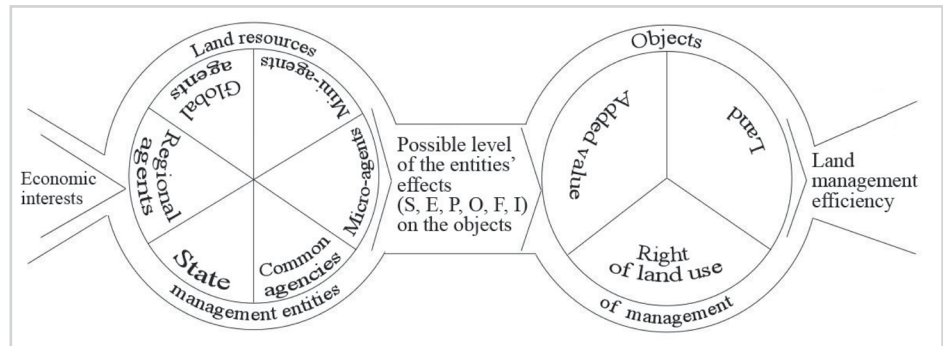 Economic
interests
Land resources
management entities
Global
agents
Mini-agents
Micro-agents
Common
agencies
State
Regional
agents
Possible level
of the entities’
effects
(S, E, P, O, F, I)
on the objects
Objects
of management
Added value
Land
Right
of land use
Land
management
efficiency